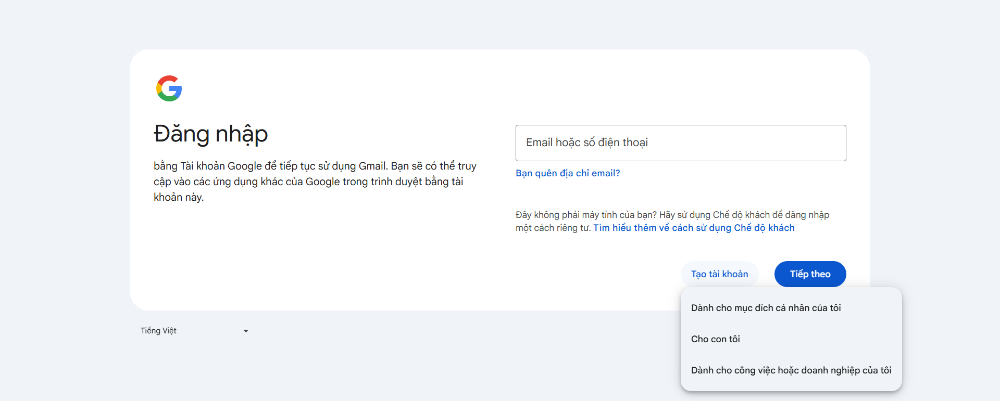 Đăng nhập
bằng Tài khoản Google để tiếp tục sử dụng Gmail. Bạn sẽ có thể truy
cập vào các ứng dụng khác của Google trong trình duyệt bằng tài
khoản này.
Email hoặc số điện thoại
Bạn quên địa chỉ email?
Đây không phải máy tính của bạn? Hãy sử dụng Chế độ khách để đăng nhập
một cách riêng tư. Tìm hiểu thêm về cách sử dụng Chế độ khách
Tạo tài khoản
Tiếp theo
Dành cho mục đích cá nhân của tôi
Cho con tôi
Dành cho công việc hoặc doanh nghiệp của tôi
Tiếng Việt